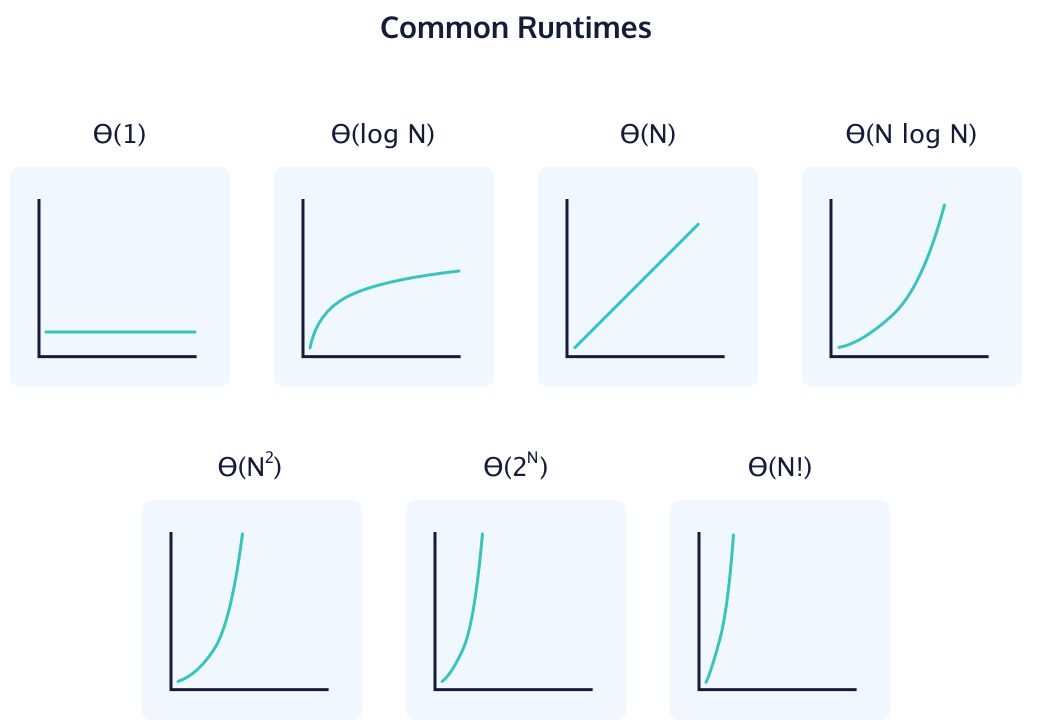 Common Runtimes
Ө(1)
Ө(log N)
Ө(N)
Ө(N log N)
Ө(N²)
Ө(2ᴺ)
Ө(N!)